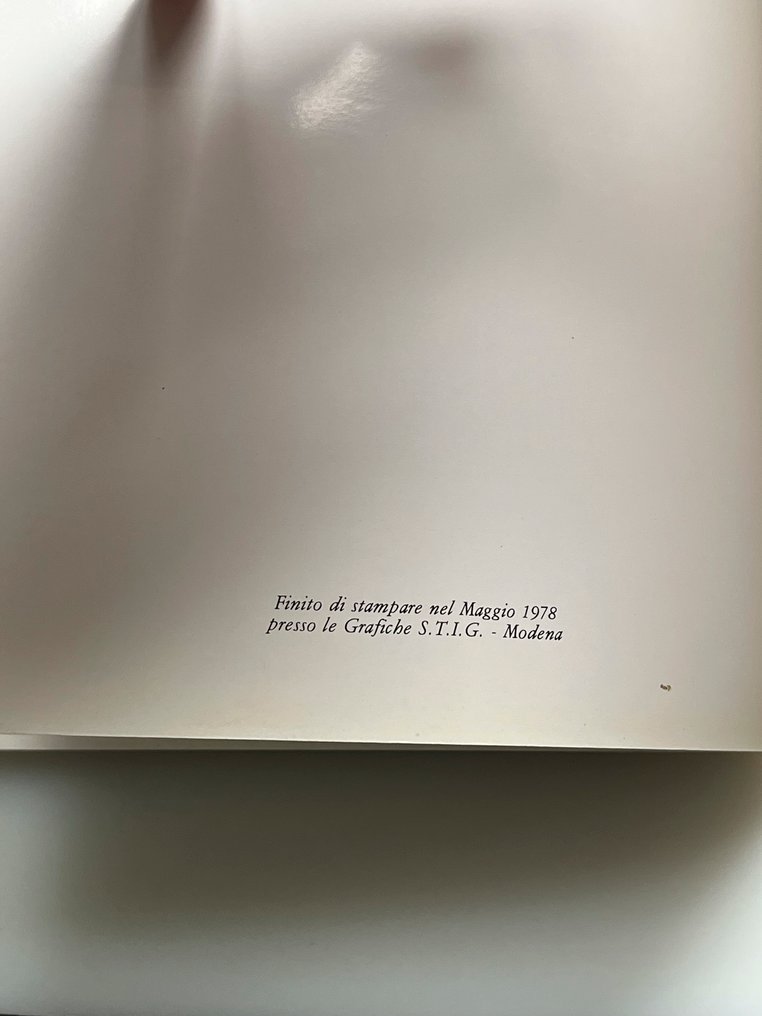 Finito di stampare nel Maggio 1978
presso le Grafiche S.T.I.G. - Modena